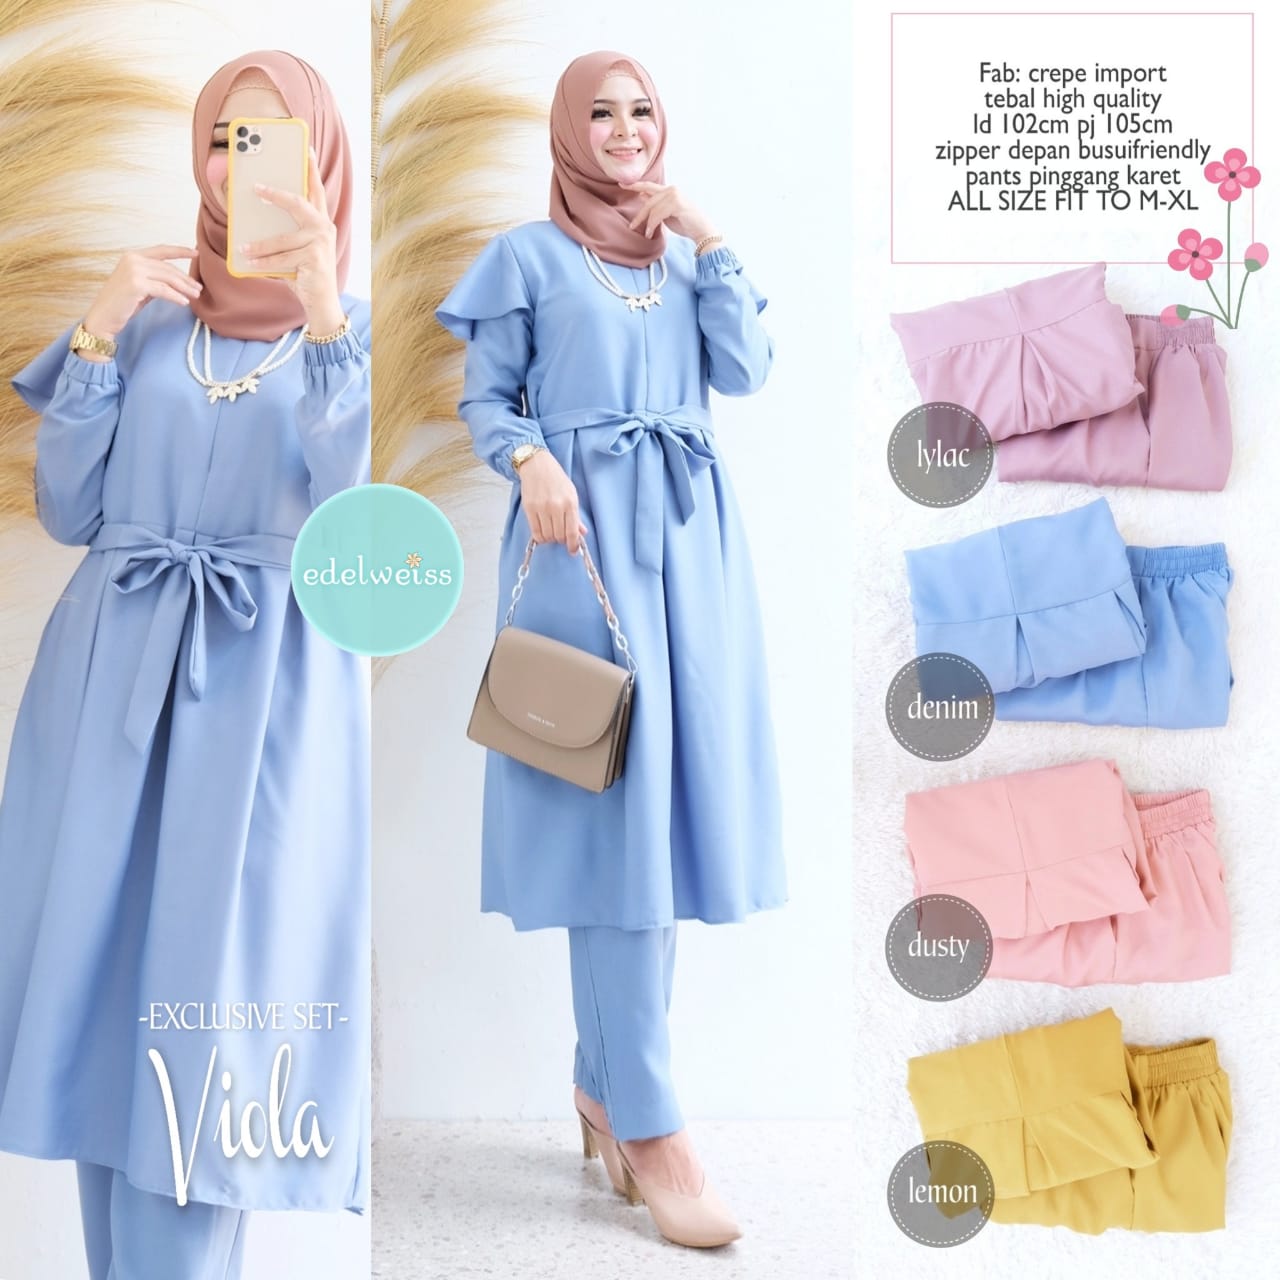 Fab: crepe import
tebal high quality
ld 102cm pj 105cm
zipper depan busuifriendly
pants pinggang karet
ALL SIZE FIT TO M-XL
lylac
denim
dusty
lemon
edelweiss
-EXCLUSIVE SET-
Viola